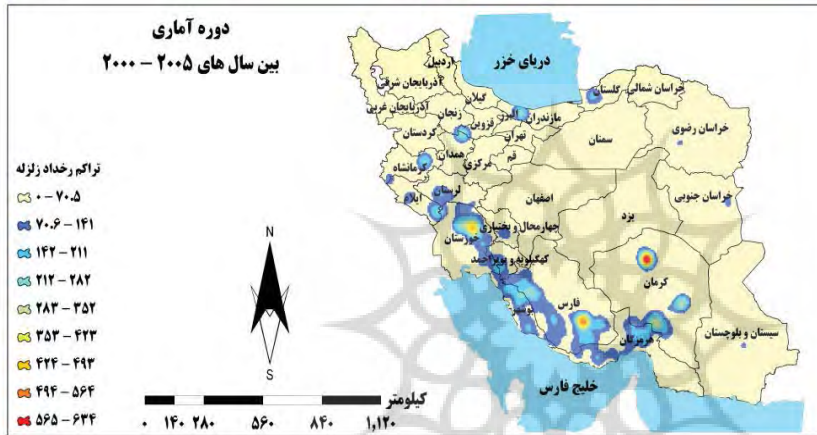 دوره آماری
بین سال های ۲۰۰۵ – ۲۰۰۰
دریای خزر
اردبیل
آذربایجان شرقی
آذربایجان غربی
گیلان
زنجان
کردستان
قزوین
البرز
مازندران
تهران
گلستان
خراسان شمالی
خراسان رضوی
سمنان
همدان
مرکزی
قم
کرمانشاه
لرستان
ایلام
اصفهان
خراسان جنوبی
یزد
چهارمحال و بختیاری
خوزستان
کهگیلویه و بویراحمد
فارس
بوشهر
کرمان
هرمزگان
سیستان و بلوچستان
خلیج فارس
تراکم رخداد زلزله
۰ – ۷۰.۵
۷۰.۶ – ۱۴۱
۱۴۲ – ۲۱۱
۲۱۲ – ۲۸۲
۲۸۳ – ۳۵۲
۳۵۳ – ۴۲۳
۴۲۴ – ۴۹۳
۴۹۴ – ۵۶۴
۵۶۵ – ۶۳۴
N
S
کیلومتر
۰ ۱۴۰ ۲۸۰ ۵۶۰ ۸۴۰ ۱,۱۲۰